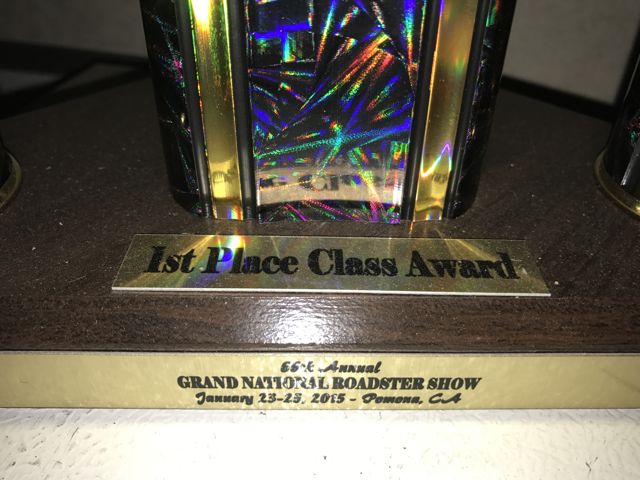 1st Place Class Award
66th Annual
GRAND NATIONAL ROADSTER SHOW
January 23-25, 2015 - Pomona, CA